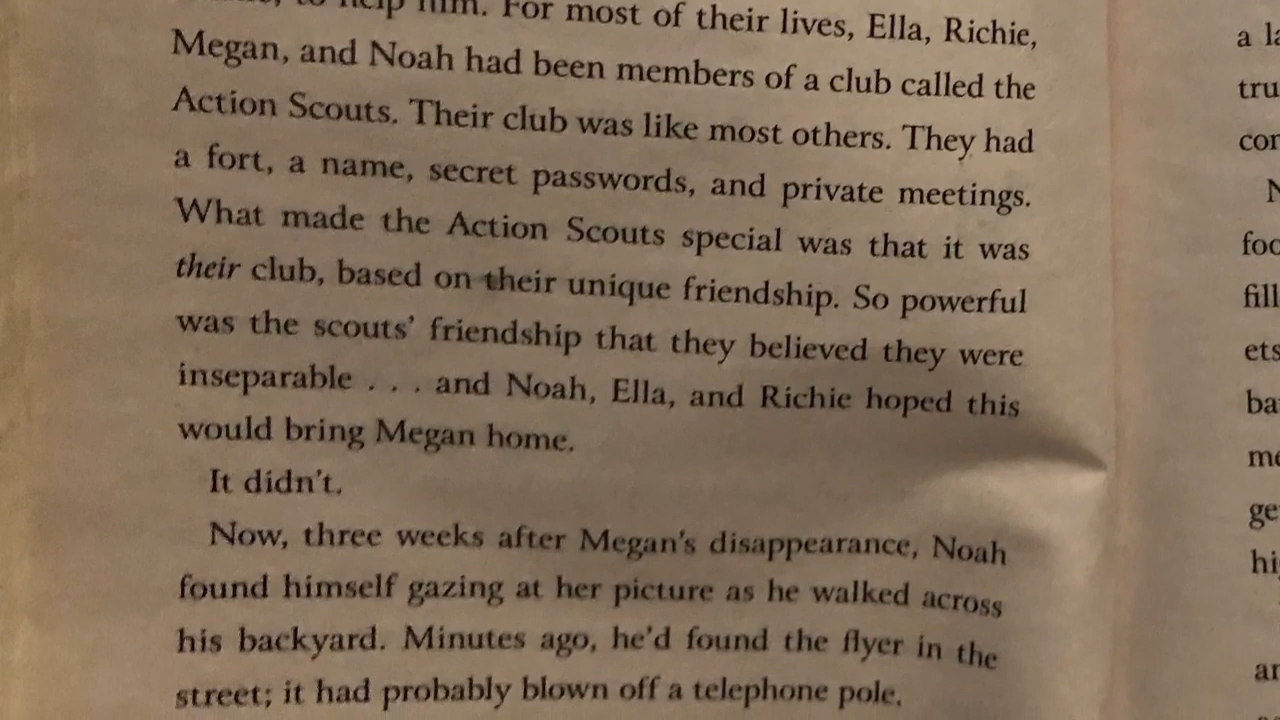 to help him. For most of their lives, Ella, Richie,
Megan, and Noah had been members of a club called the
Action Scouts. Their club was like most others. They had
a fort, a name, secret passwords, and private meetings.
What made the Action Scouts special was that it was
their club, based on their unique friendship. So powerful
was the scouts' friendship that they believed they were
inseparable . . . and Noah, Ella, and Richie hoped this
would bring Megan home.
It didn't.
Now, three weeks after Megan's disappearance, Noah
found himself gazing at her picture as he walked across
his backyard. Minutes ago, he'd found the flyer in the
street; it had probably blown off a telephone pole.
a